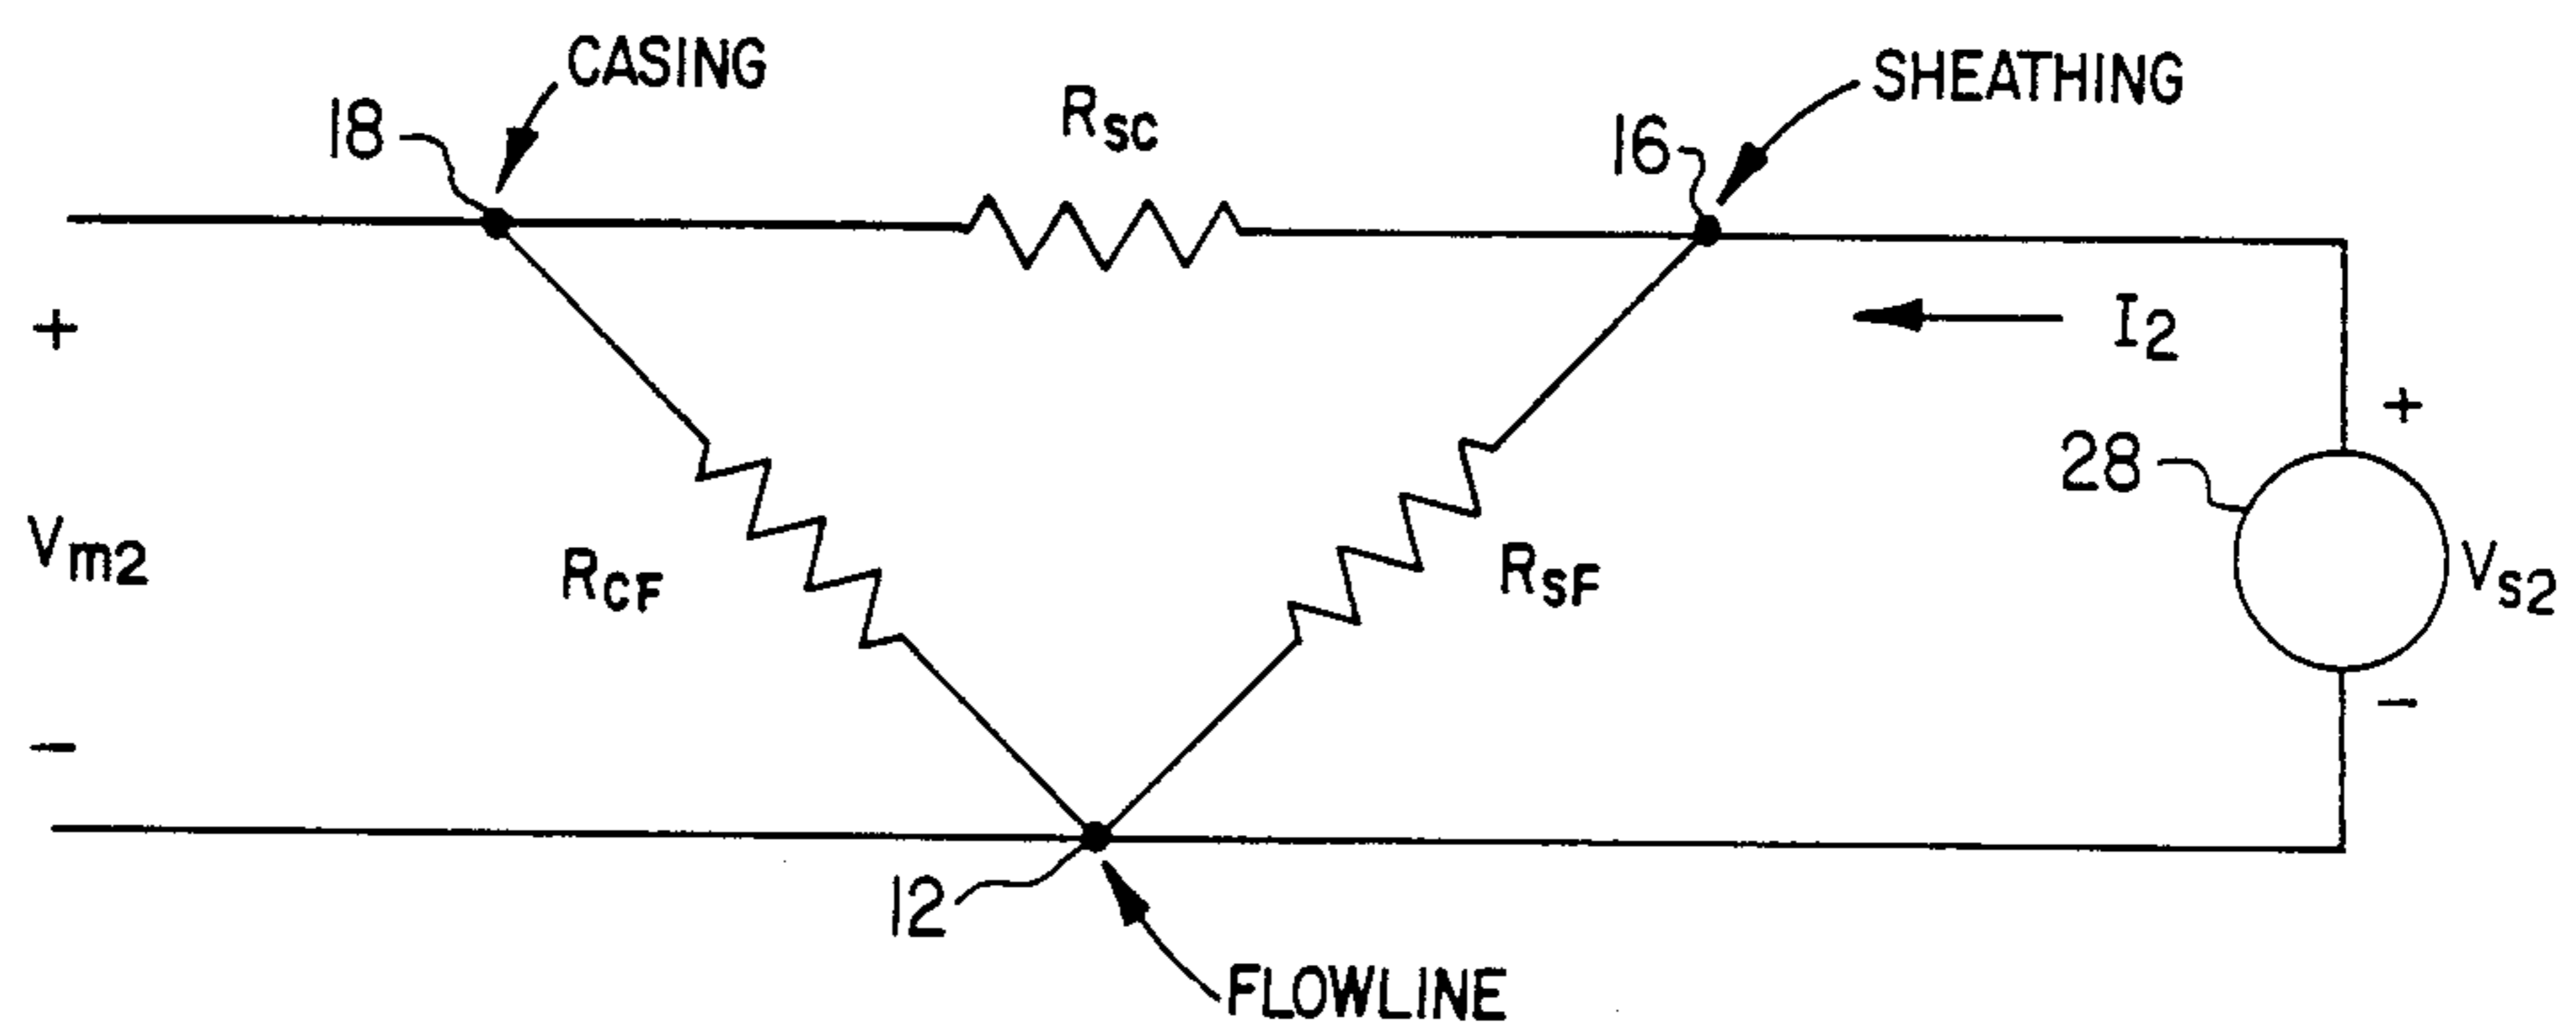 CASING
SHEATHING
18
RSC
16
+
I2
+
Vm2
RCF
RSF
28
VS2
−
−
12
FLOWLINE